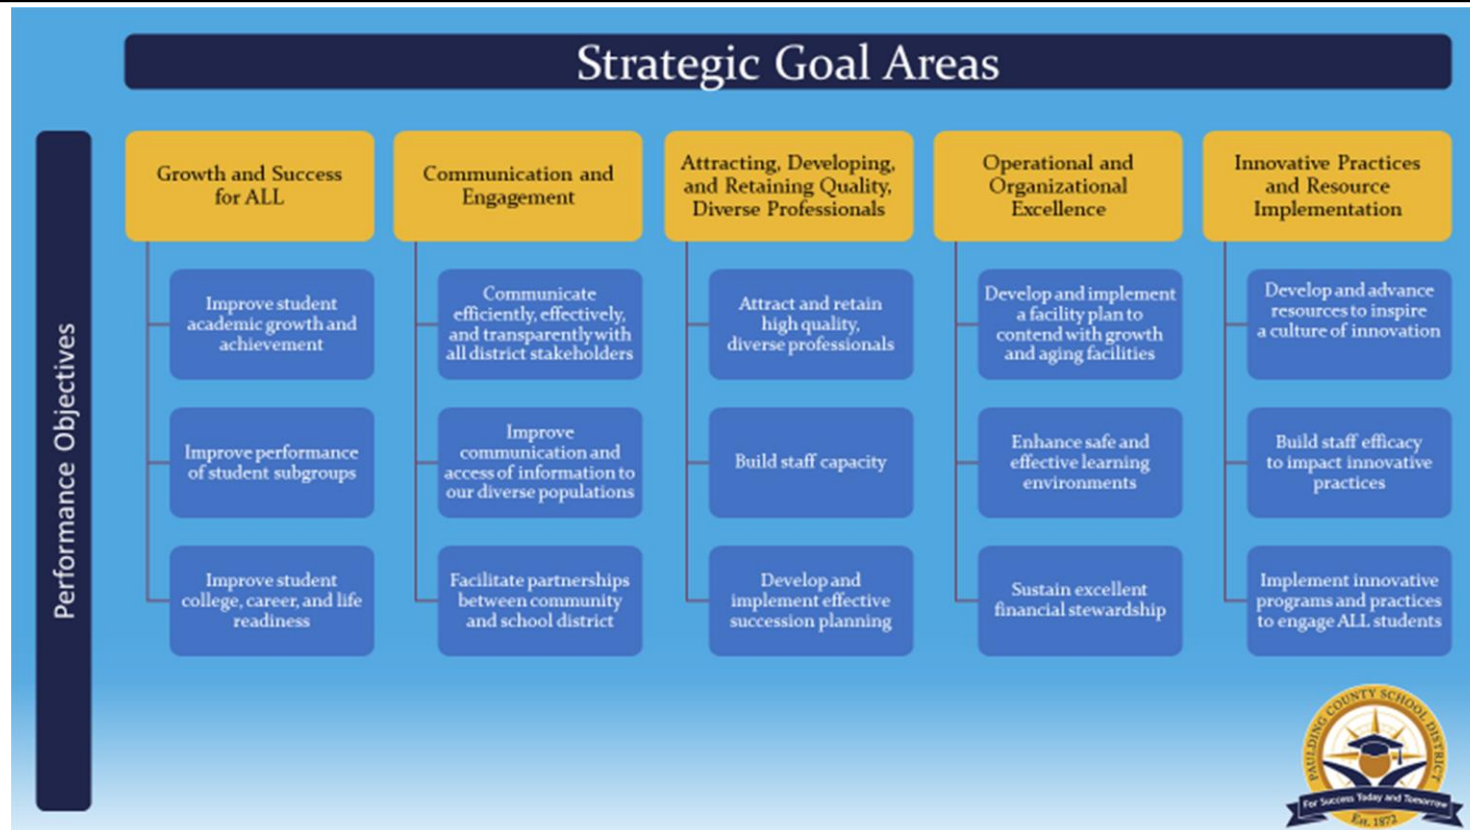 Strategic Goal Areas
Performance Objectives
Growth and Success
for ALL
Improve student
academic growth and
achievement
Improve performance
of student subgroups
Improve student
college, career, and life
readiness
Communication and
Engagement
Communicate
efficiently, effectively,
and transparently with
all district stakeholders
Improve
communication and
access of information to
our diverse populations
Facilitate partnerships
between community
and school district
Attracting, Developing,
and Retaining Quality,
Diverse Professionals
Attract and retain
high quality,
diverse professionals
Build staff capacity
Develop and
implement effective
succession planning
Operational and
Organizational
Excellence
Develop and implement
a facility plan to
contend with growth
and aging facilities
Enhance safe and
effective learning
environments
Sustain excellent
financial stewardship
Innovative Practices
and Resource
Implementation
Develop and advance
resources to inspire
a culture of innovation
Build staff efficacy
to impact innovative
practices
Implement innovative
programs and practices
to engage ALL students
PAULDING COUNTY SCHOOL DISTRICT
For Success Today and Tomorrow
Est. 1872